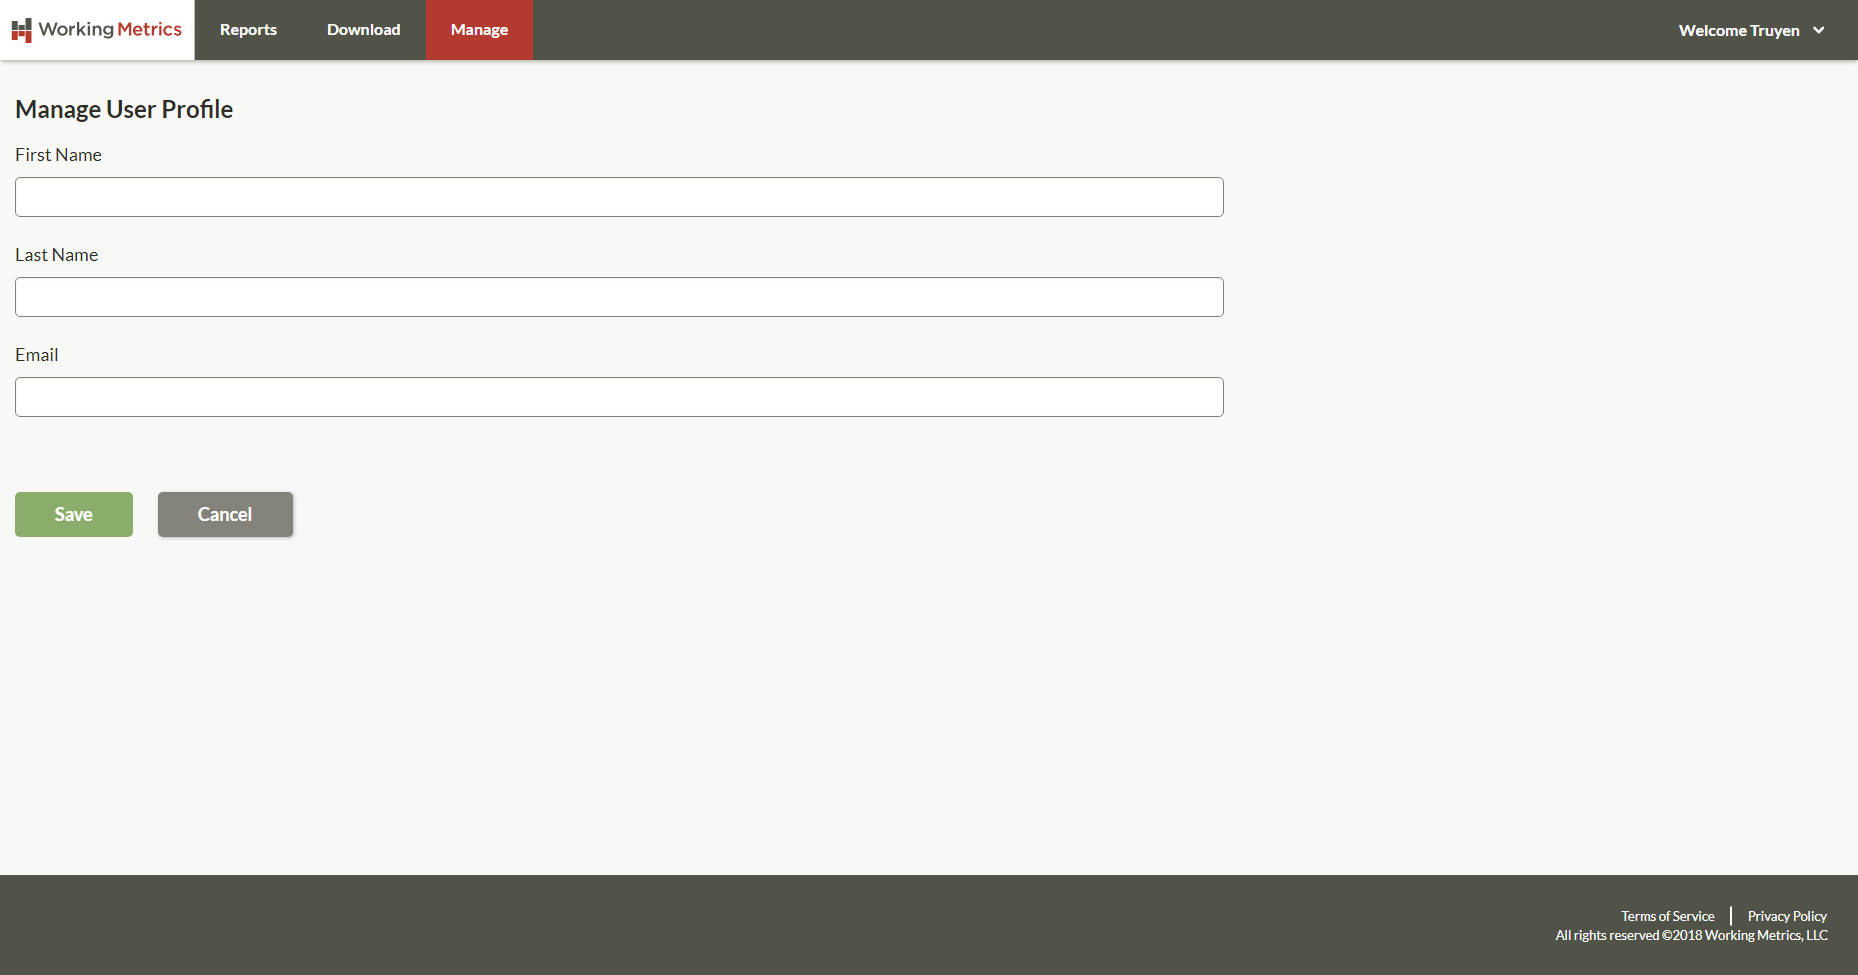 Working Metrics
Reports
Download
Manage
Welcome Truyen
Manage User Profile
First Name
Last Name
Email
Save
Cancel
Terms of Service
Privacy Policy
All rights reserved ©2018 Working Metrics, LLC